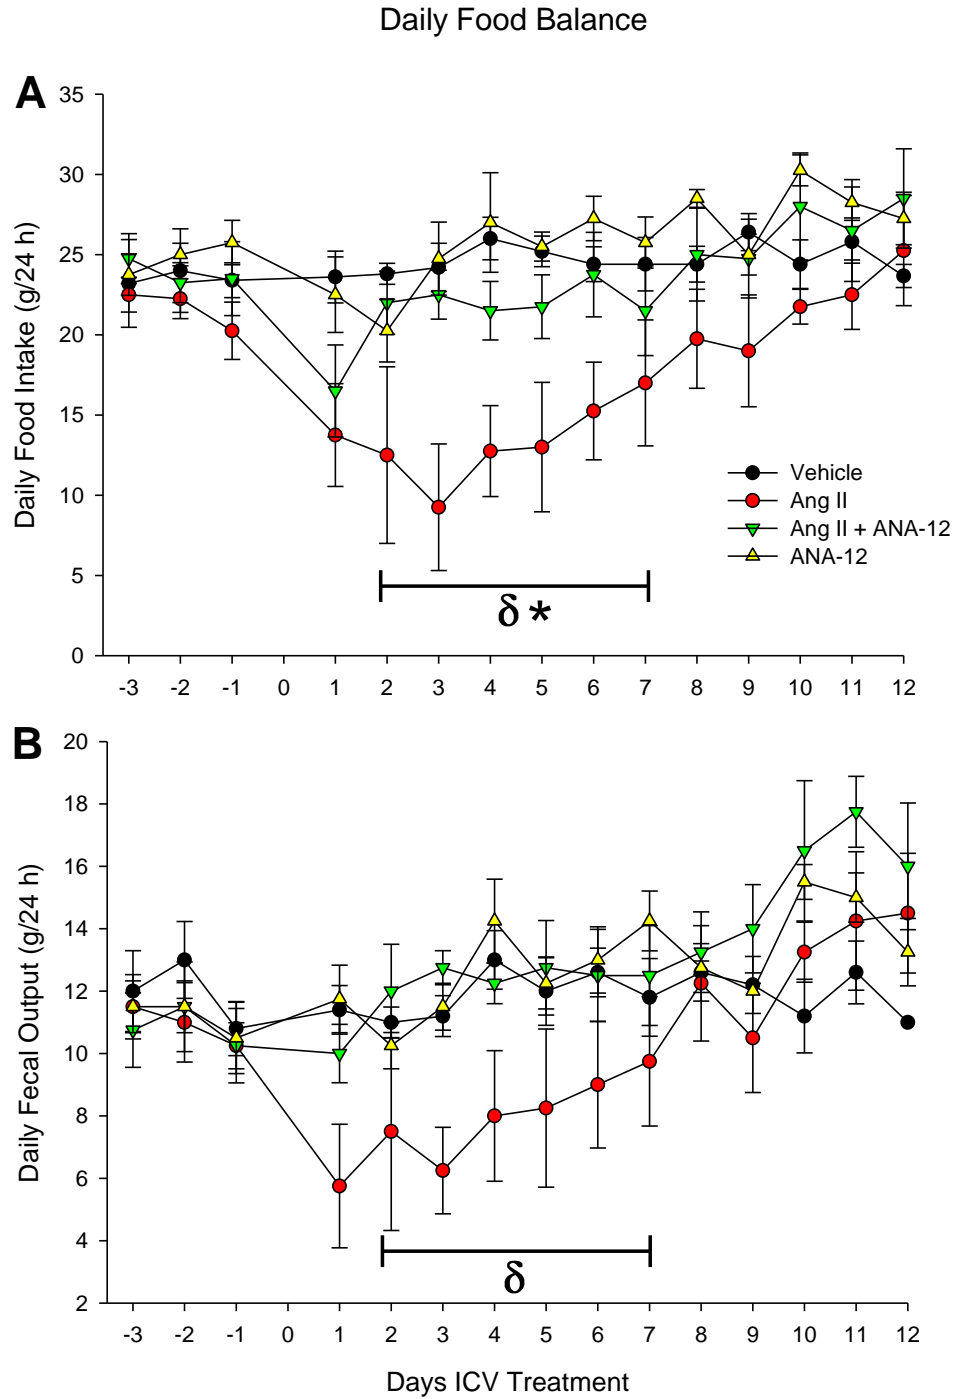 Daily Food Balance
A
Daily Food Intake (g/24 h)
35
30
25
20
15
10
5
0
Vehicle
Ang II
Ang II + ANA-12
ANA-12
δ *
-3 -2 -1 0 1 2 3 4 5 6 7 8 9 10 11 12
B
Daily Fecal Output (g/24 h)
20
18
16
14
12
10
8
6
4
2
δ
-3 -2 -1 0 1 2 3 4 5 6 7 8 9 10 11 12
Days ICV Treatment